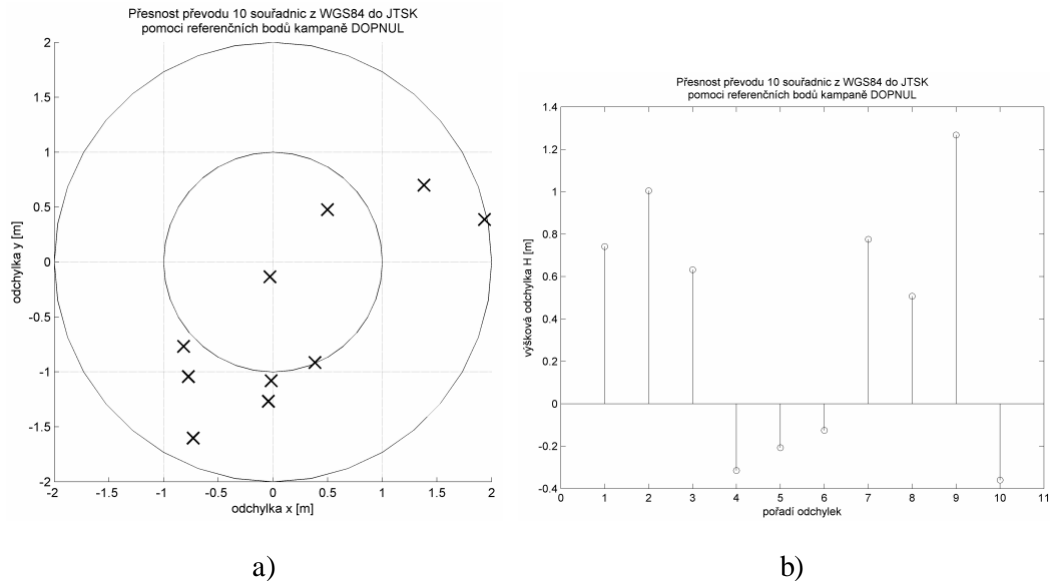 Přesnost převodu 10 souřadnic z WGS84 do JTSK
pomoci referenčních bodů kampaně DOPNUL
2
1.5
1
0.5
0
-0.5
-1
-1.5
-2
odchylka y [m]
-2 -1.5 -1 -0.5 0 0.5 1 1.5 2
odchylka x [m]
a)
Přesnost převodu 10 souřadnic z WGS84 do JTSK
pomoci referenčních bodů kampaně DOPNUL
1.4
1.2
1
0.8
0.6
0.4
0.2
0
-0.2
-0.4
výšková odchylka H [m]
0 1 2 3 4 5 6 7 8 9 10 11
pořadí odchylek
b)